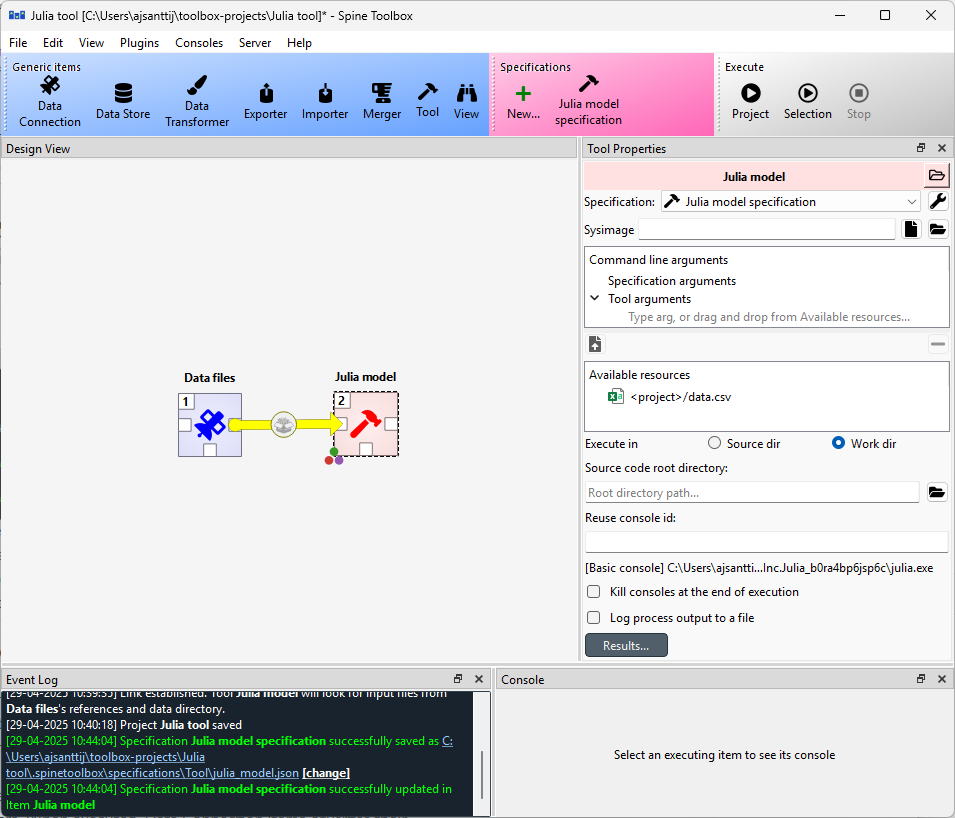 Julia tool [C:\Users\ajsanttij\toolbox-projects\Julia tool]* - Spine Toolbox
File Edit View Plugins Consoles Server Help
Generic items
Data Connection
Data Store
Data Transformer
Exporter
Importer
Merger
Tool
View
Specifications
New...
Julia model specification
Execute
Project
Selection
Stop
Design View
Data files
1
Julia model
2
Tool Properties
Julia model
Specification: Julia model specification
Sysimage
Command line arguments
Specification arguments
Tool arguments
Type arg, or drag and drop from Available resources...
Available resources
<project>/data.csv
Execute in Source dir Work dir
Source code root directory:
Root directory path...
Reuse console id:
[Basic console] C:\Users\ajsantti...Inc.Julia_b0ra4bp6jsp6c\julia.exe
Kill consoles at the end of execution
Log process output to a file
Results...
Event Log
[29-04-2025 10:39:35] Link established. Tool Julia model will look for input files from
Data files's references and data directory.
[29-04-2025 10:40:18] Project Julia tool saved
[29-04-2025 10:44:04] Specification Julia model specification successfully saved as C:
\Users\ajsanttij\toolbox-projects\Julia
tool\.spinetoolbox\specifications\Tool\julia_model.json [change]
[29-04-2025 10:44:04] Specification Julia model specification successfully updated in
Item Julia model
Console
Select an executing item to see its console